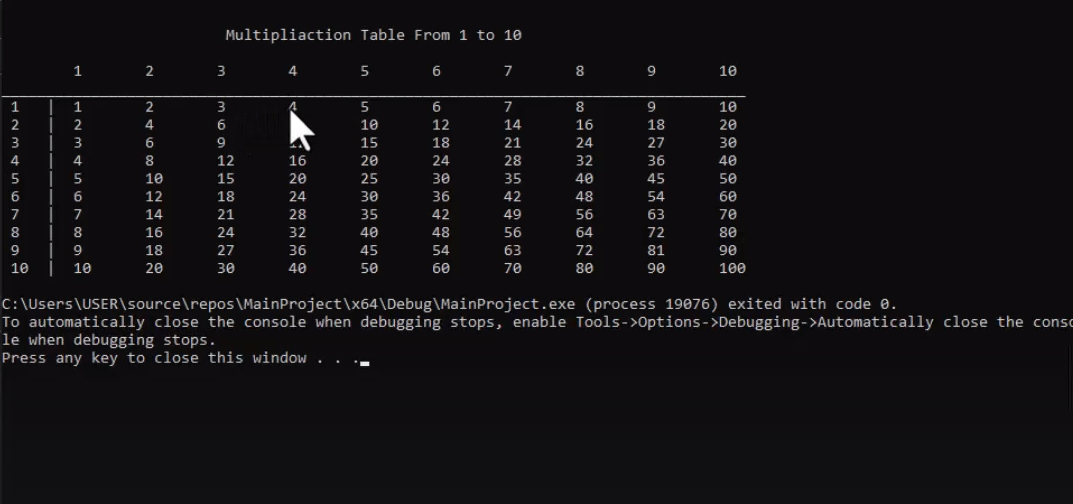 Multipliaction Table From 1 to 10
1 2 3 4 5 6 7 8 9 10
1 | 1 2 3 4 5 6 7 8 9 10
2 | 2 4 6 10 12 14 16 18 20
3 | 3 6 9 15 18 21 24 27 30
4 | 4 8 12 16 20 24 28 32 36 40
5 | 5 10 15 20 25 30 35 40 45 50
6 | 6 12 18 24 30 36 42 48 54 60
7 | 7 14 21 28 35 42 49 56 63 70
8 | 8 16 24 32 40 48 56 64 72 80
9 | 9 18 27 36 45 54 63 72 81 90
10 | 10 20 30 40 50 60 70 80 90 100
C:\Users\USER\source\repos\MainProject\x64\Debug\MainProject.exe (process 19076) exited with code 0.
To automatically close the console when debugging stops, enable Tools->Options->Debugging->Automatically close the conso
le when debugging stops.
Press any key to close this window . . .